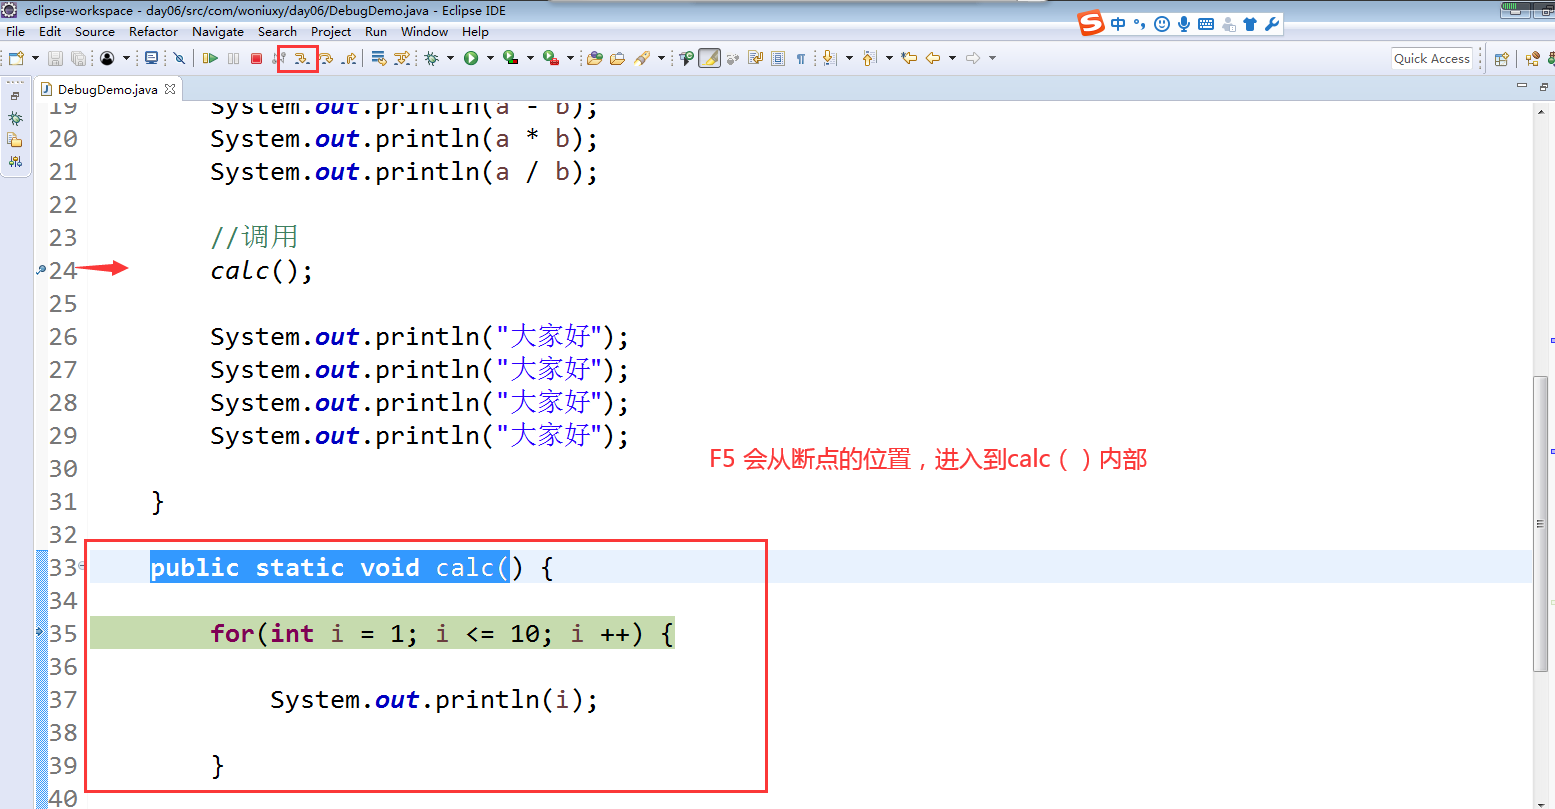 eclipse-workspace - day06/src/com/woniuxy/day06/DebugDemo.java - Eclipse IDE
中
File Edit Source Refactor Navigate Search Project Run Window Help
Quick Access
DebugDemo.java
19 System.out.println(a - b);
20 System.out.println(a * b);
21 System.out.println(a / b);
22
23 //调用
24 calc();
25
26 System.out.println("大家好");
27 System.out.println("大家好");
28 System.out.println("大家好");
29 System.out.println("大家好");
F5 会从断点的位置，进入到calc（ ）内部
30
31 }
32
33 public static void calc() {
34
35 for(int i = 1; i <= 10; i ++) {
36
37 System.out.println(i);
38
39 }
40